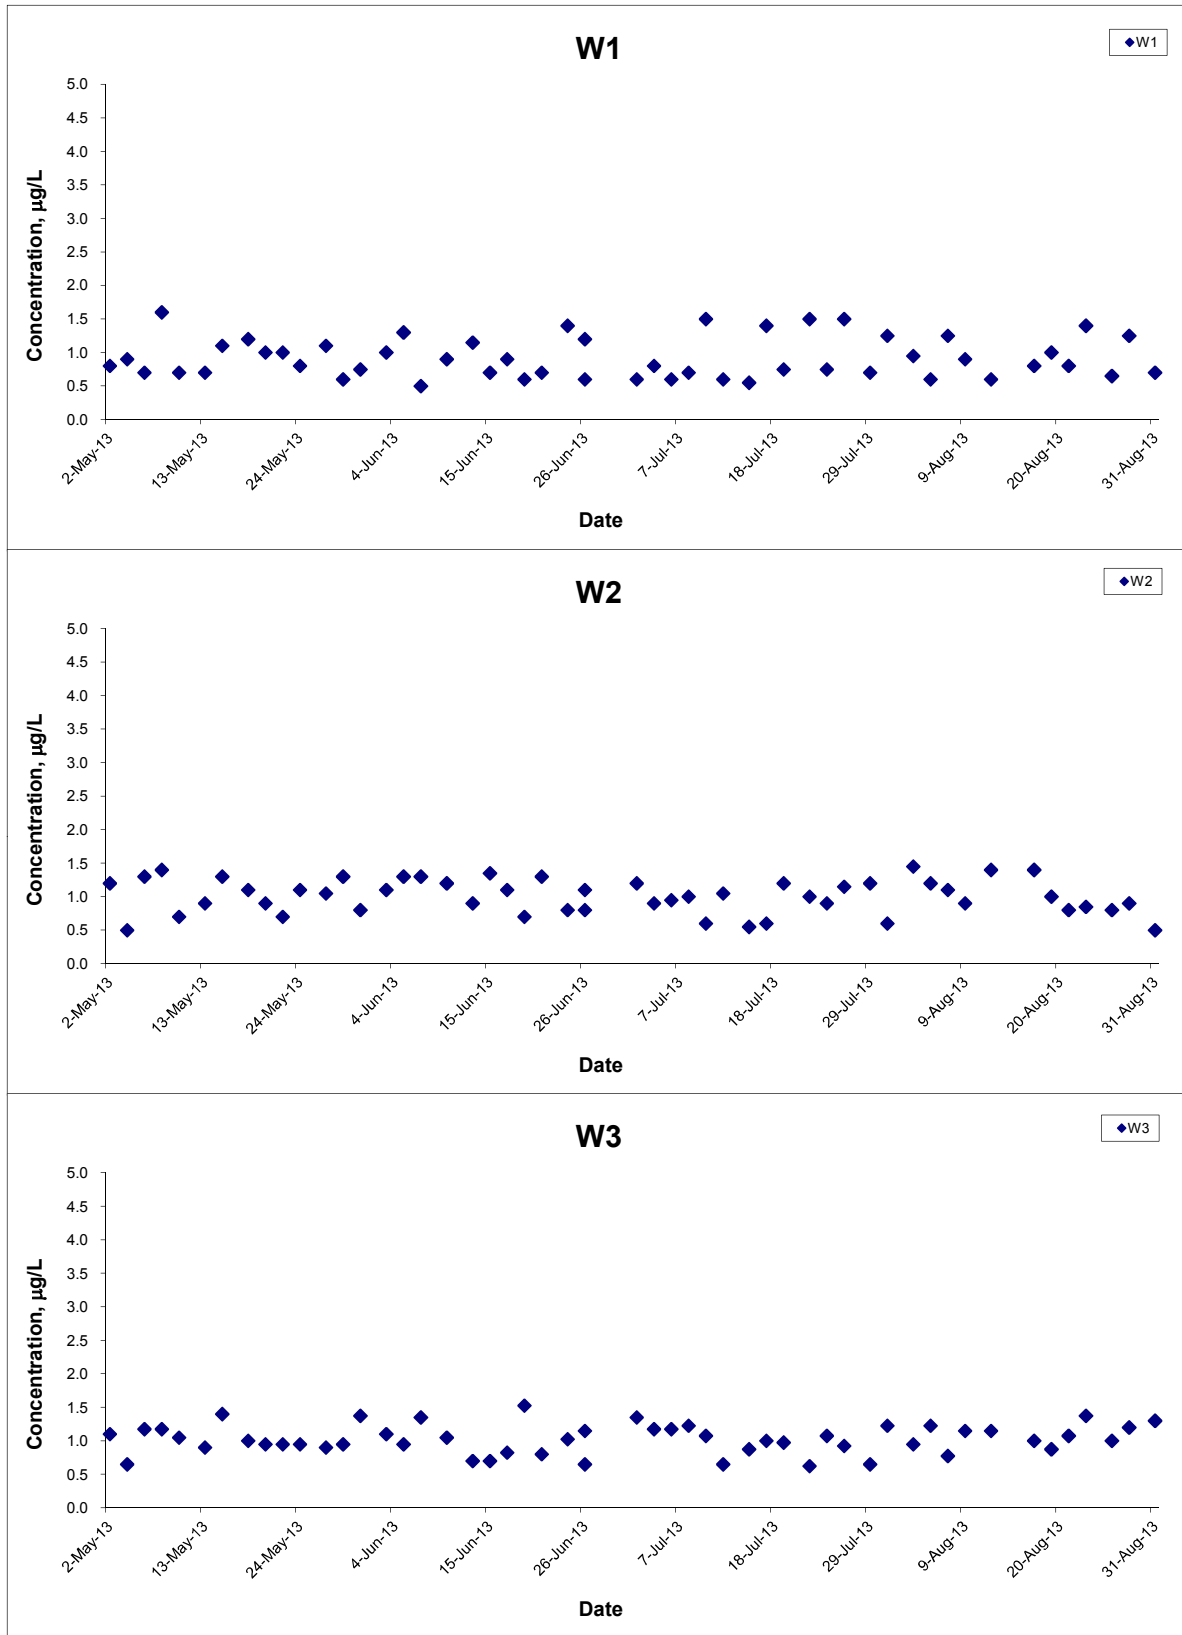 W1
W1
5.0
4.5
4.0
3.5
3.0
2.5
2.0
1.5
1.0
0.5
0.0
Concentration, µg/L
2-May-13
13-May-13
24-May-13
4-Jun-13
15-Jun-13
26-Jun-13
7-Jul-13
18-Jul-13
29-Jul-13
9-Aug-13
20-Aug-13
31-Aug-13
Date
W2
W2
5.0
4.5
4.0
3.5
3.0
2.5
2.0
1.5
1.0
0.5
0.0
Concentration, µg/L
2-May-13
13-May-13
24-May-13
4-Jun-13
15-Jun-13
26-Jun-13
7-Jul-13
18-Jul-13
29-Jul-13
9-Aug-13
20-Aug-13
31-Aug-13
Date
W3
W3
5.0
4.5
4.0
3.5
3.0
2.5
2.0
1.5
1.0
0.5
0.0
Concentration, µg/L
2-May-13
13-May-13
24-May-13
4-Jun-13
15-Jun-13
26-Jun-13
7-Jul-13
18-Jul-13
29-Jul-13
9-Aug-13
20-Aug-13
31-Aug-13
Date